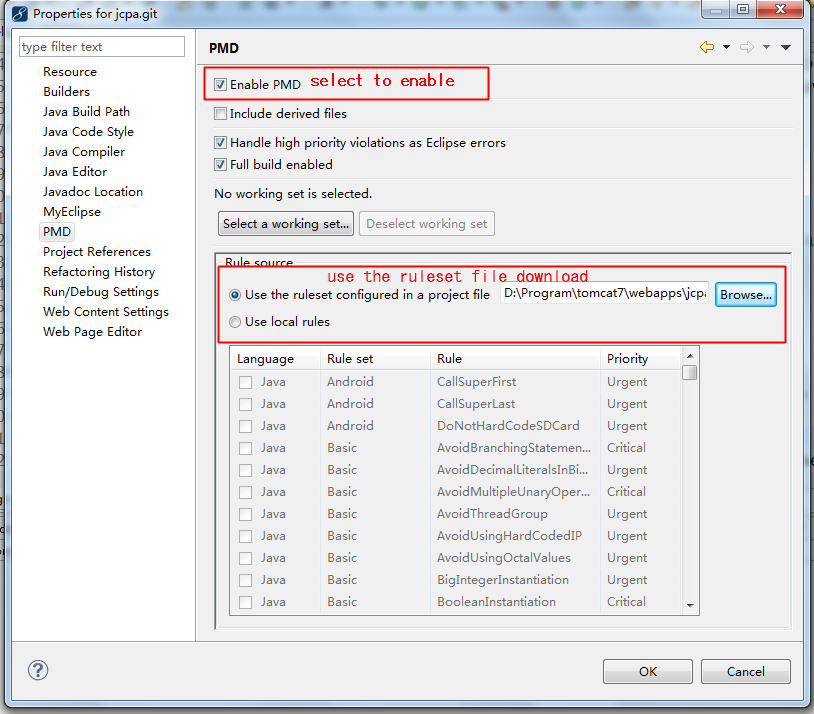 Properties for jcpa.git
type filter text
Resource
Builders
Java Build Path
Java Code Style
Java Compiler
Java Editor
Javadoc Location
MyEclipse
PMD
Project References
Refactoring History
Run/Debug Settings
Web Content Settings
Web Page Editor
PMD
Enable PMD select to enable
Include derived files
Handle high priority violations as Eclipse errors
Full build enabled
No working set is selected.
Select a working set... Deselect working set
Rule source
use the ruleset file download
Use the ruleset configured in a project file D:\Program\tomcat7\webapps\jcpa Browse...
Use local rules
Language Rule set Rule Priority
Java Android CallSuperFirst Urgent
Java Android CallSuperLast Urgent
Java Android DoNotHardCodeSDCard Urgent
Java Basic AvoidBranchingStatemen... Critical
Java Basic AvoidDecimalLiteralsInBi... Urgent
Java Basic AvoidMultipleUnaryOper... Critical
Java Basic AvoidThreadGroup Urgent
Java Basic AvoidUsingHardCodedIP Urgent
Java Basic AvoidUsingOctalValues Urgent
Java Basic BigIntegerInstantiation Urgent
Java Basic BooleanInstantiation Critical
OK Cancel